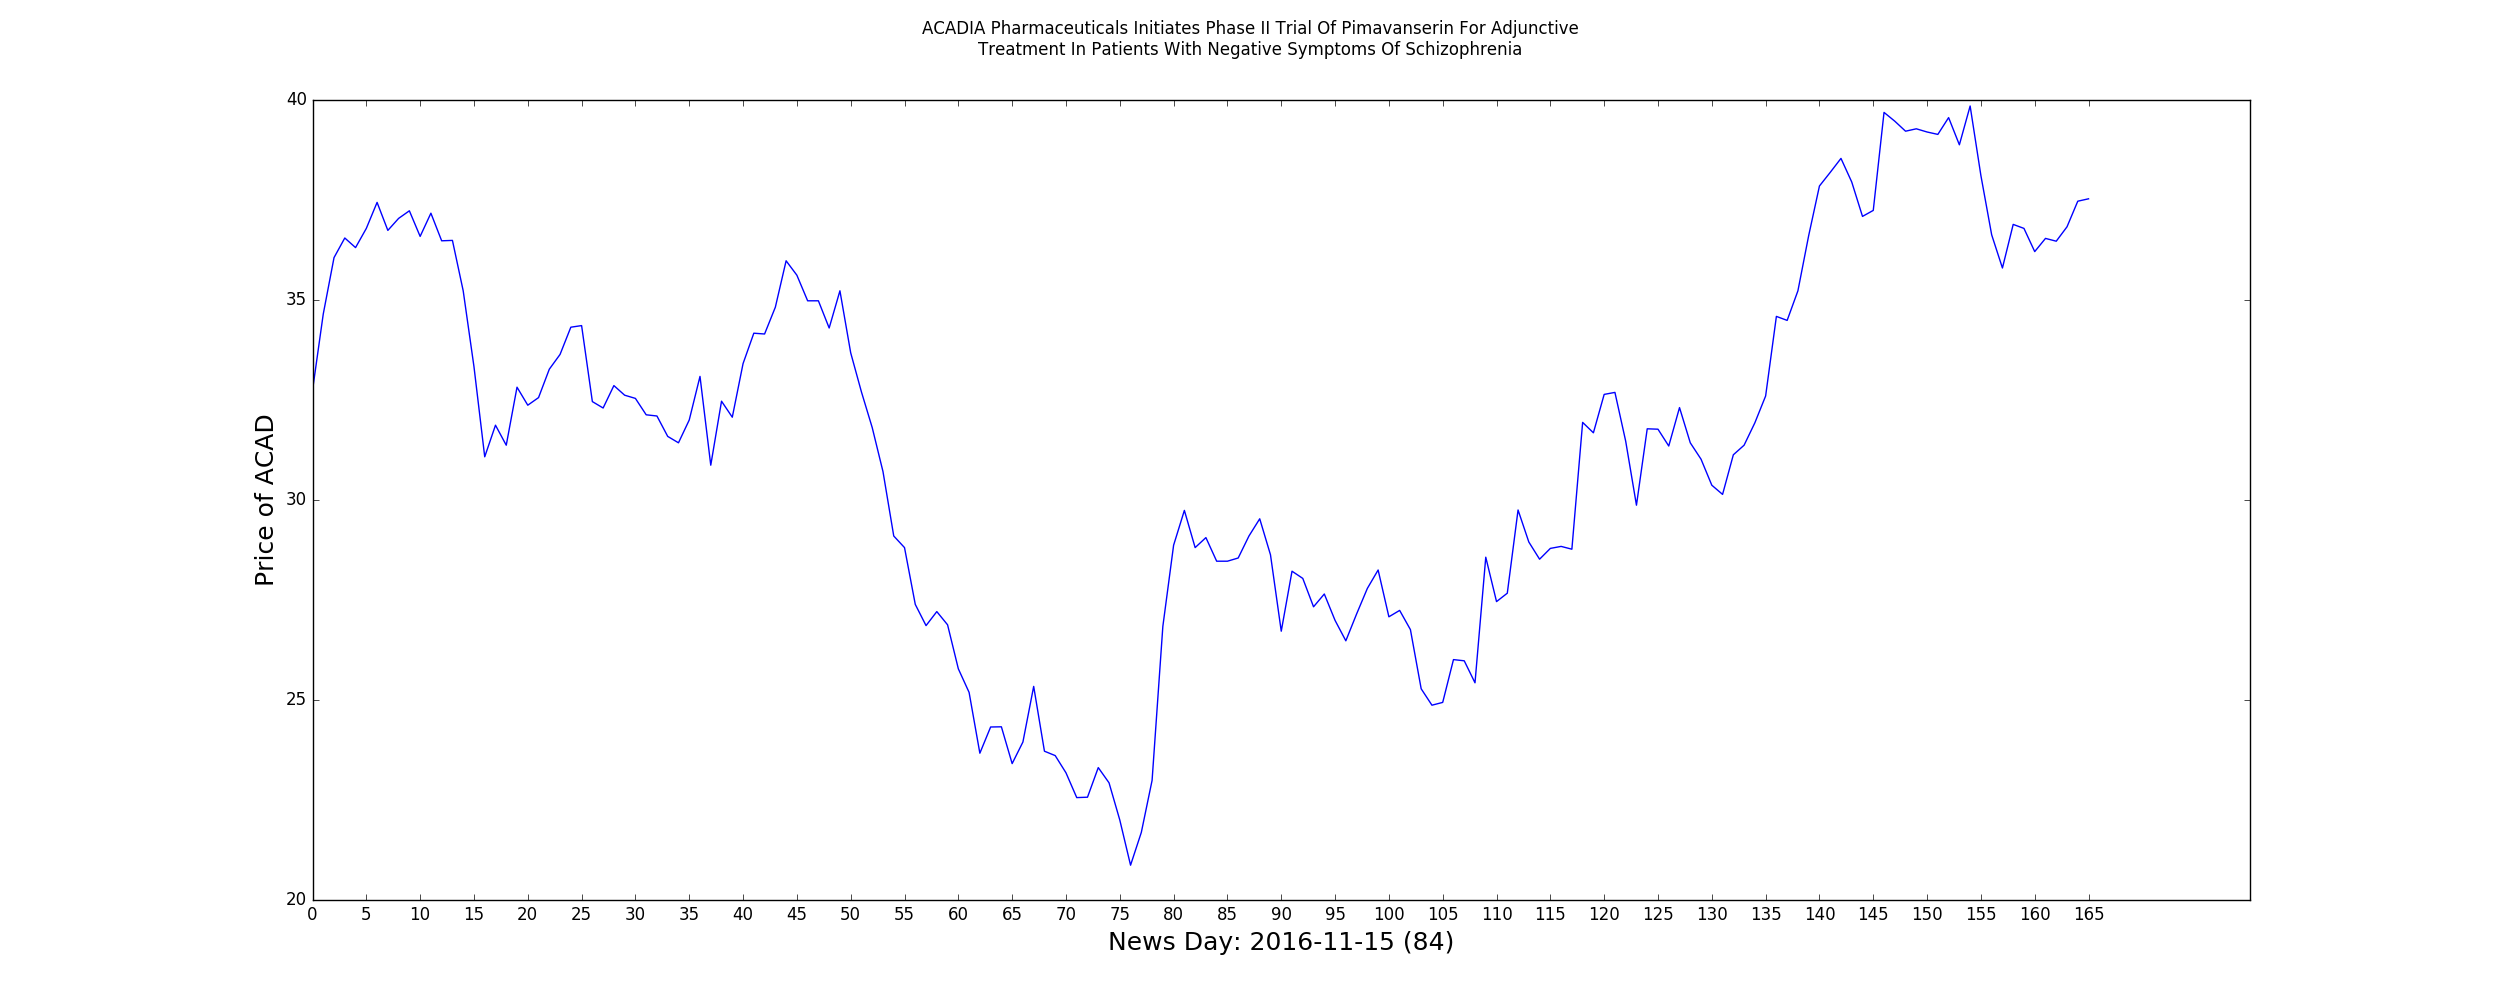 ACADIA Pharmaceuticals Initiates Phase II Trial Of Pimavanserin For Adjunctive
Treatment In Patients With Negative Symptoms Of Schizophrenia
40
35
30
25
20
Price of ACAD
0 5 10 15 20 25 30 35 40 45 50 55 60 65 70 75 80 85 90 95 100 105 110 115 120 125 130 135 140 145 150 155 160 165
News Day: 2016-11-15 (84)